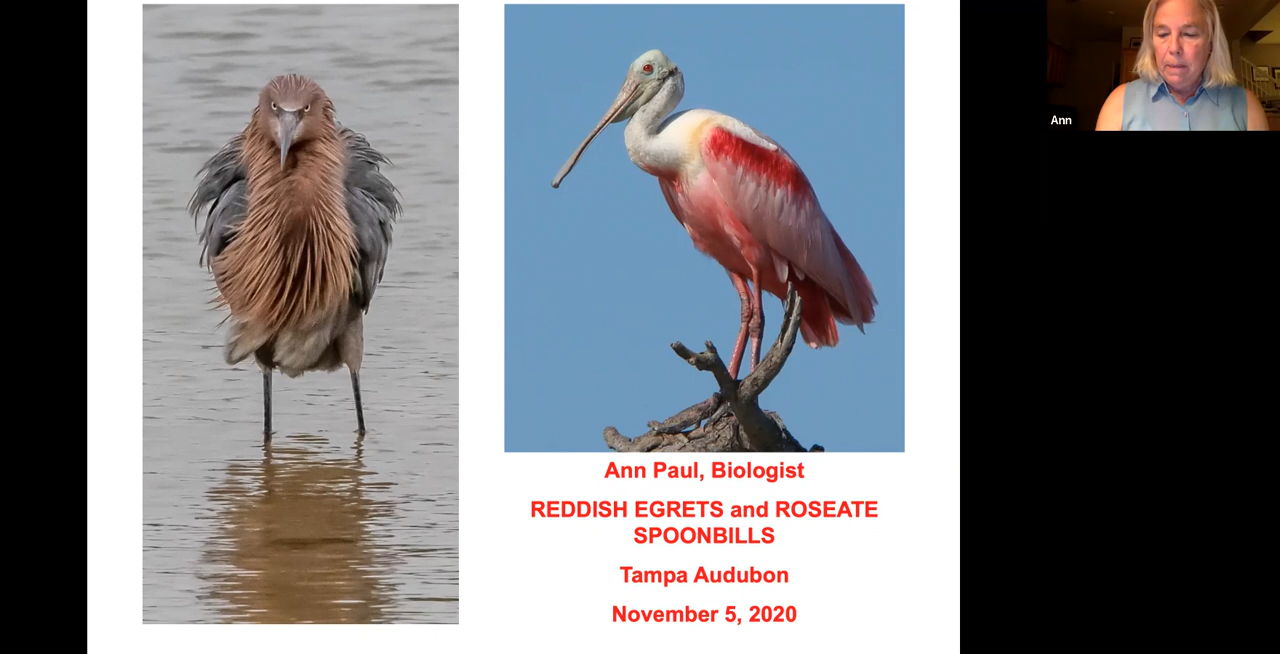 Ann
Ann Paul, Biologist
REDDISH EGRETS and ROSEATE
SPOONBILLS
Tampa Audubon
November 5, 2020